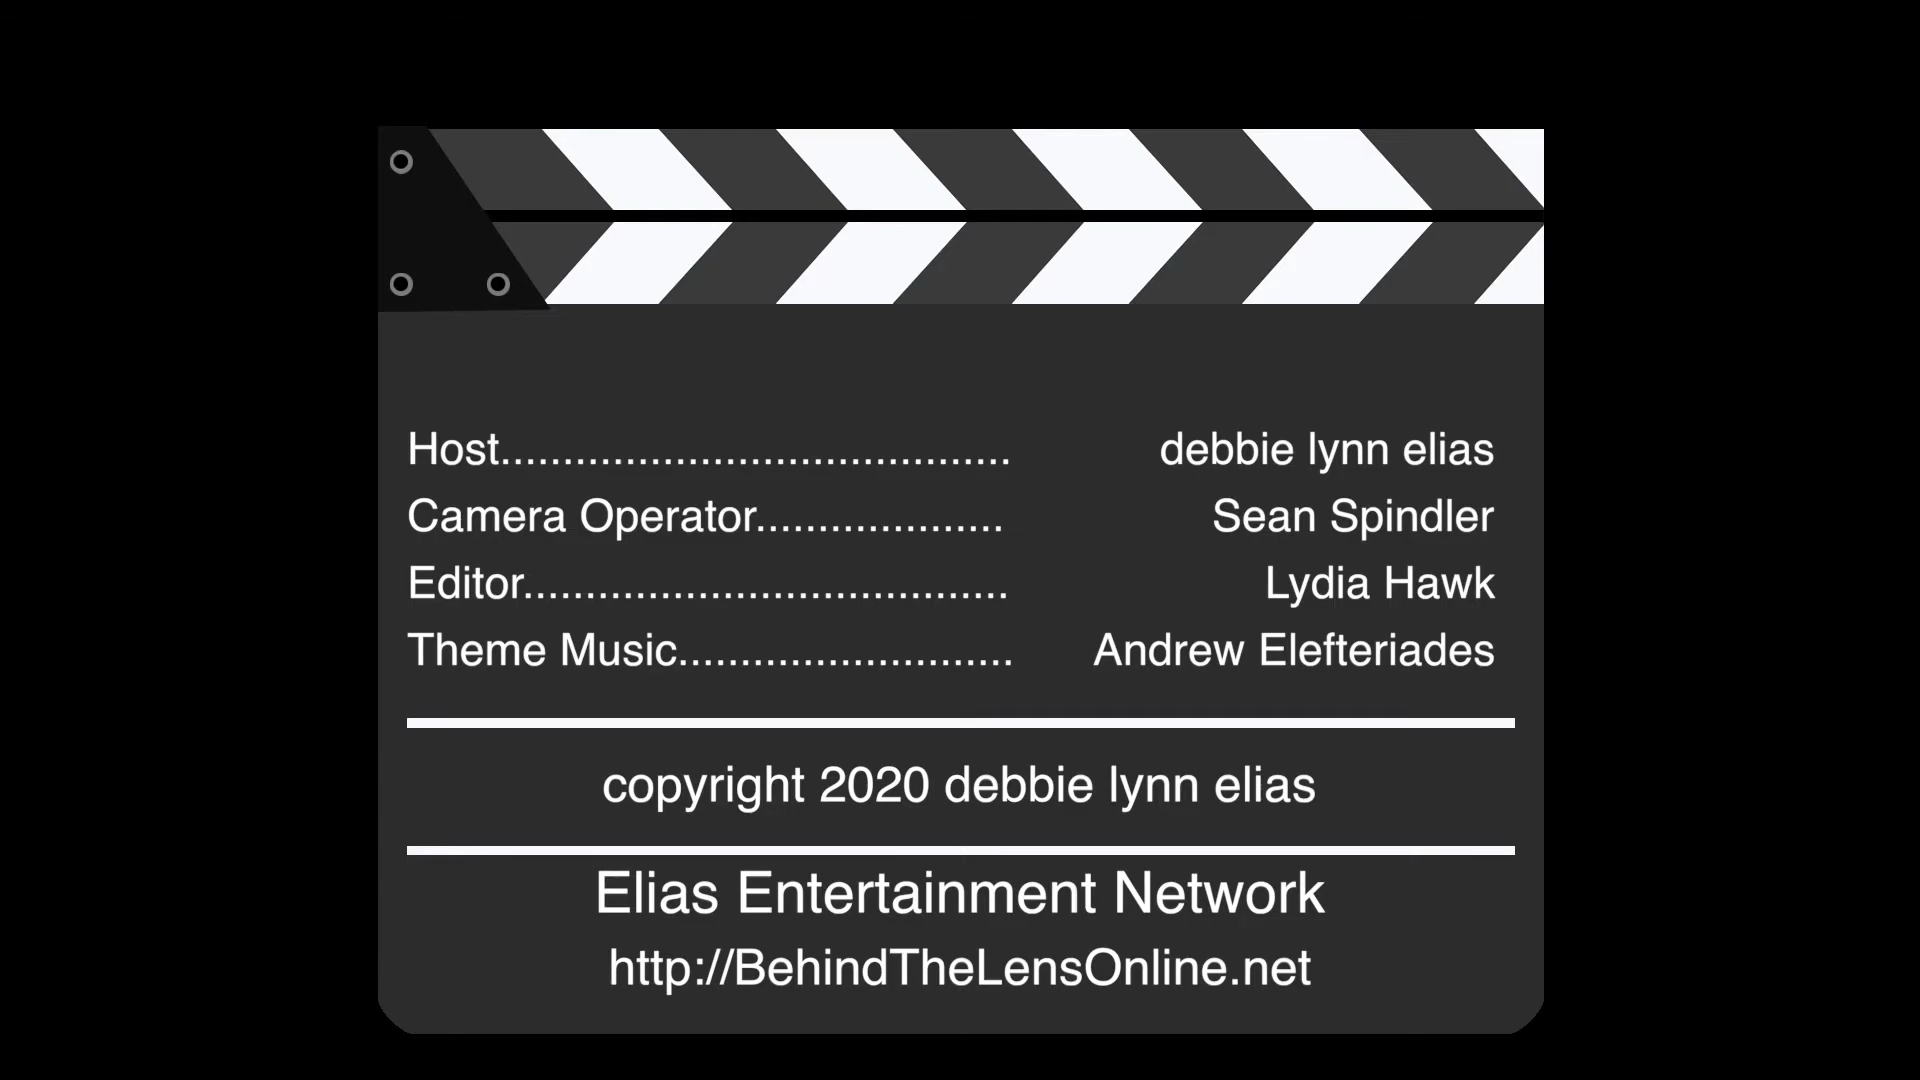 Host......................................... debbie lynn elias
Camera Operator.................... Sean Spindler
Editor....................................... Lydia Hawk
Theme Music........................... Andrew Elefteriades
copyright 2020 debbie lynn elias
Elias Entertainment Network
http://BehindTheLensOnline.net